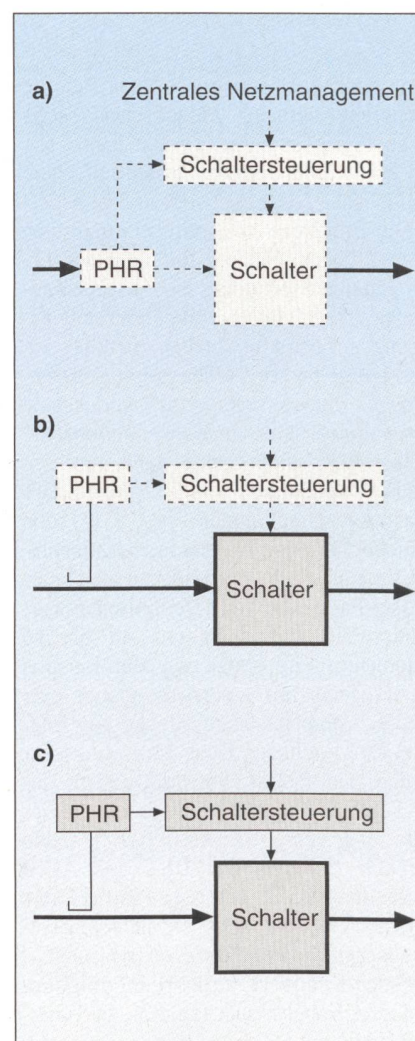 a) Zentrales Netzmanagement
Schaltersteuerung
PHR Schalter
b)
PHR Schaltersteuerung
Schalter
c)
PHR Schaltersteuerung
Schalter